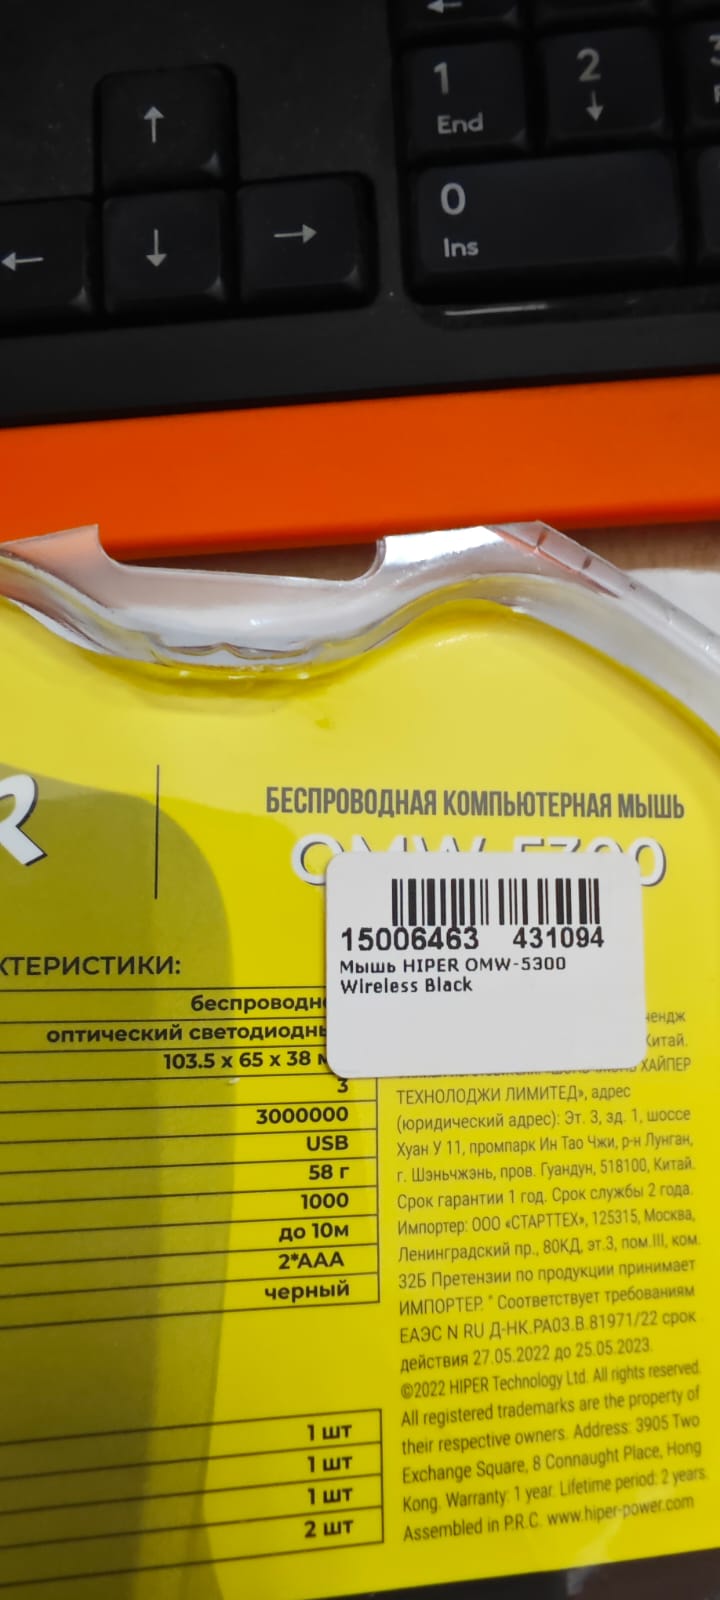 ←
1
End
2
↓
3
↑
←
↓
→
0
Ins
R
БЕСПРОВОДНАЯ КОМПЬЮТЕРНАЯ МЫШЬ
OMW-5300
15006463 431094
Мышь HIPER OMW-5300
Wireless Black
КТЕРИСТИКИ:
беспроводн
оптический светодиодны
103.5 x 65 x 38 м
3
3000000
USB
58 г
1000
до 10м
2*AAA
черный
1 шт
1 шт
1 шт
2 шт
чендж
Китай.
ХАЙПЕР
ТЕХНОЛОДЖИ ЛИМИТЕД», адрес
(юридический адрес): Эт. 3, зд. 1, шоссе
Хуан У 11, промпарк Ин Тао Чжи, р-н Лунган,
г. Шэньчжэнь, пров. Гуандун, 518100, Китай.
Срок гарантии 1 год. Срок службы 2 года.
Импортер: ООО «СТАРТТЕХ», 125315, Москва,
Ленинградский пр., 80КД, эт.3, пом.III, ком.
32Б Претензии по продукции принимает
ИМПОРТЕР. " Соответствует требованиям
ЕАЭС N RU Д-HK.РА03.В.81971/22 срок
действия 27.05.2022 до 25.05.2023.
©2022 HIPER Technology Ltd. All rights reserved.
All registered trademarks are the property of
their respective owners. Address: 3905 Two
Exchange Square, 8 Connaught Place, Hong
Kong. Warranty: 1 year. Lifetime period: 2 years.
Assembled in P.R.C. www.hiper-power.com